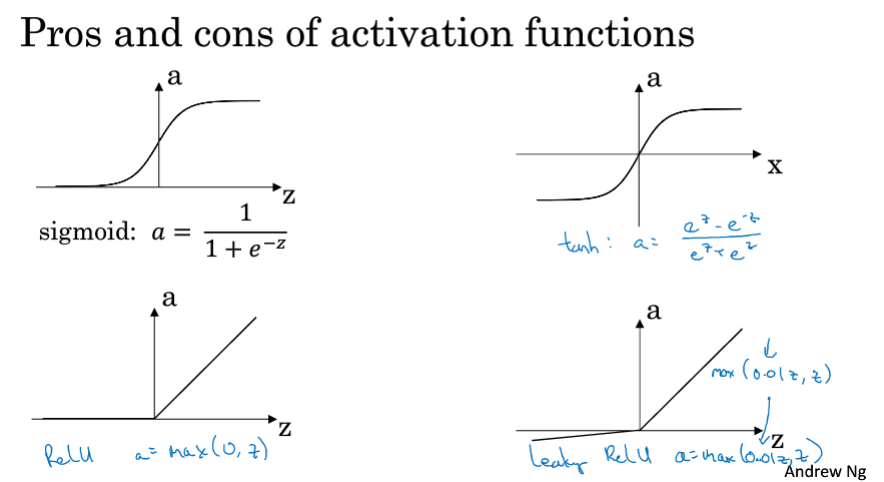 Pros and cons of activation functions
a
z
sigmoid: a = 1 / (1 + e^−z)
a
x
tanh: a = (e^z - e^-z) / (e^z + e^z)
a
z
ReLU a = max(0, z)
a
↓
max (0.01z, z)
z
Leaky ReLU a = max(0.01z, z)
Andrew Ng